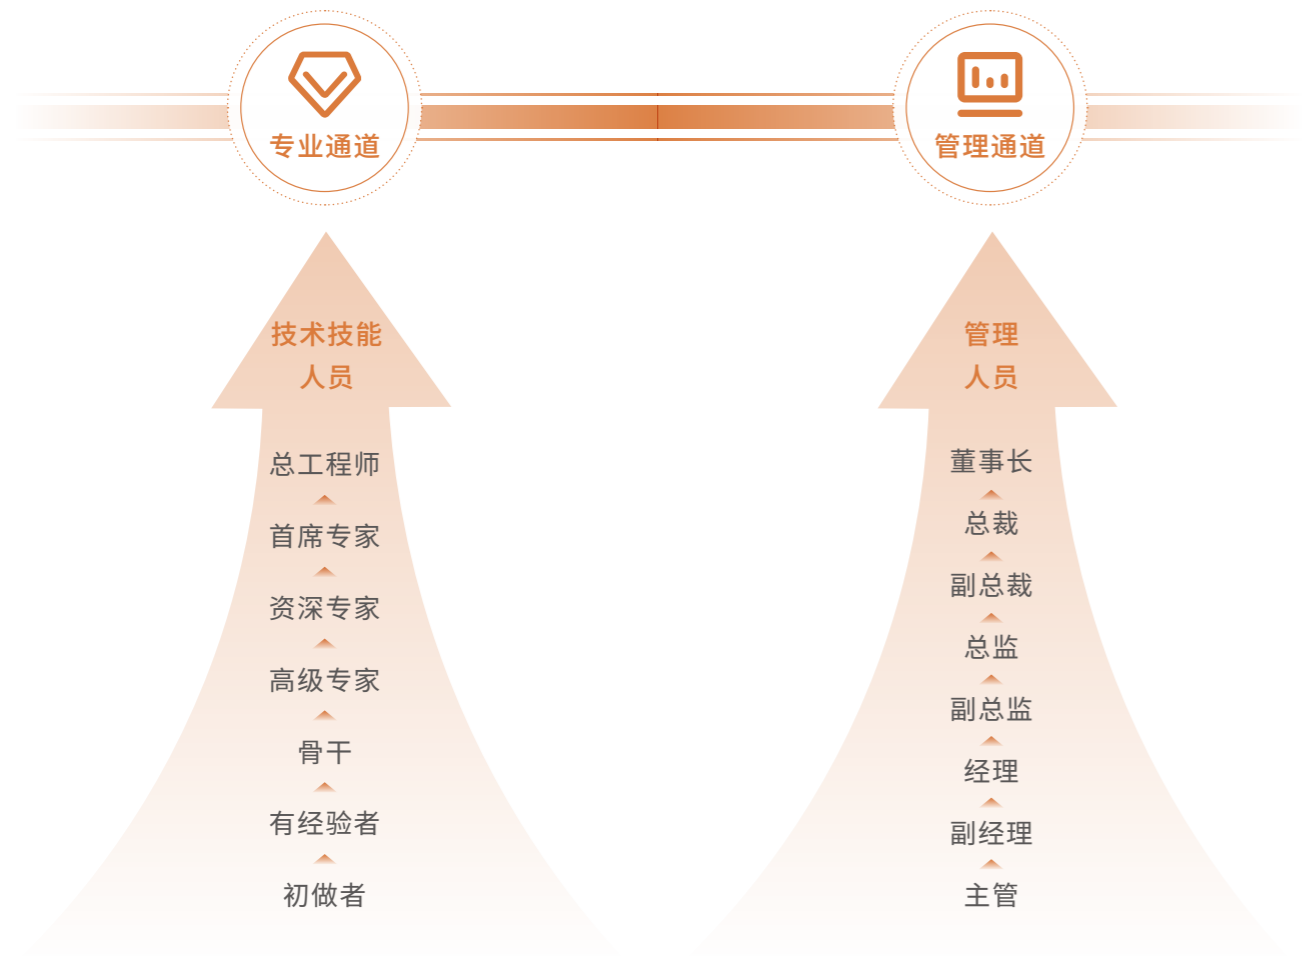 专业通道
管理通道
技术技能
人员
总工程师
首席专家
资深专家
高级专家
骨干
有经验者
初做者
管理
人员
董事长
总裁
副总裁
总监
副总监
经理
副经理
主管